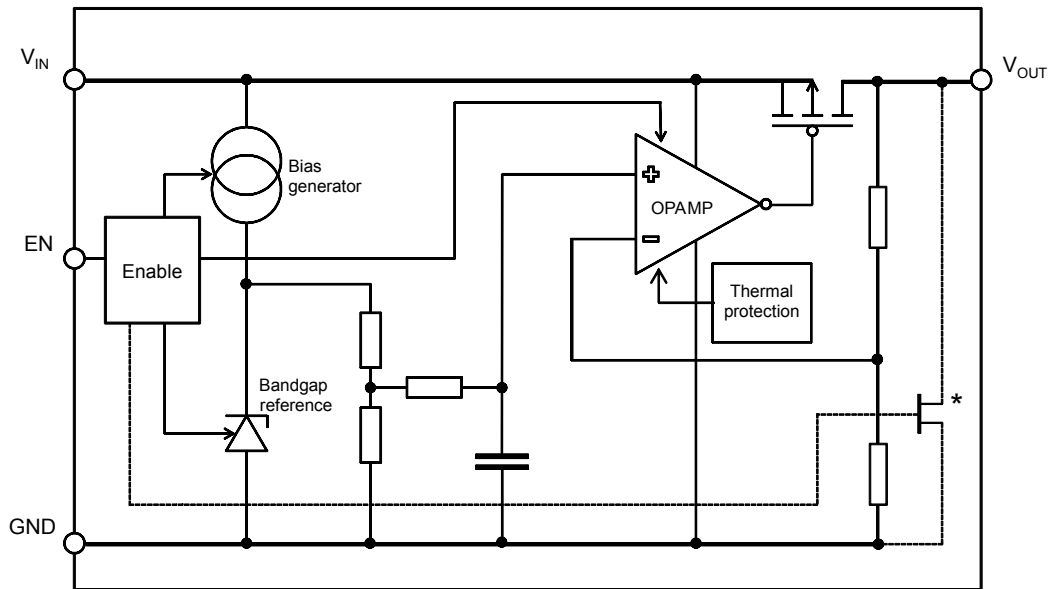 V_IN
V_OUT
Bias
generator
OPAMP
EN
Enable
Thermal
protection
Bandgap
reference
*
GND